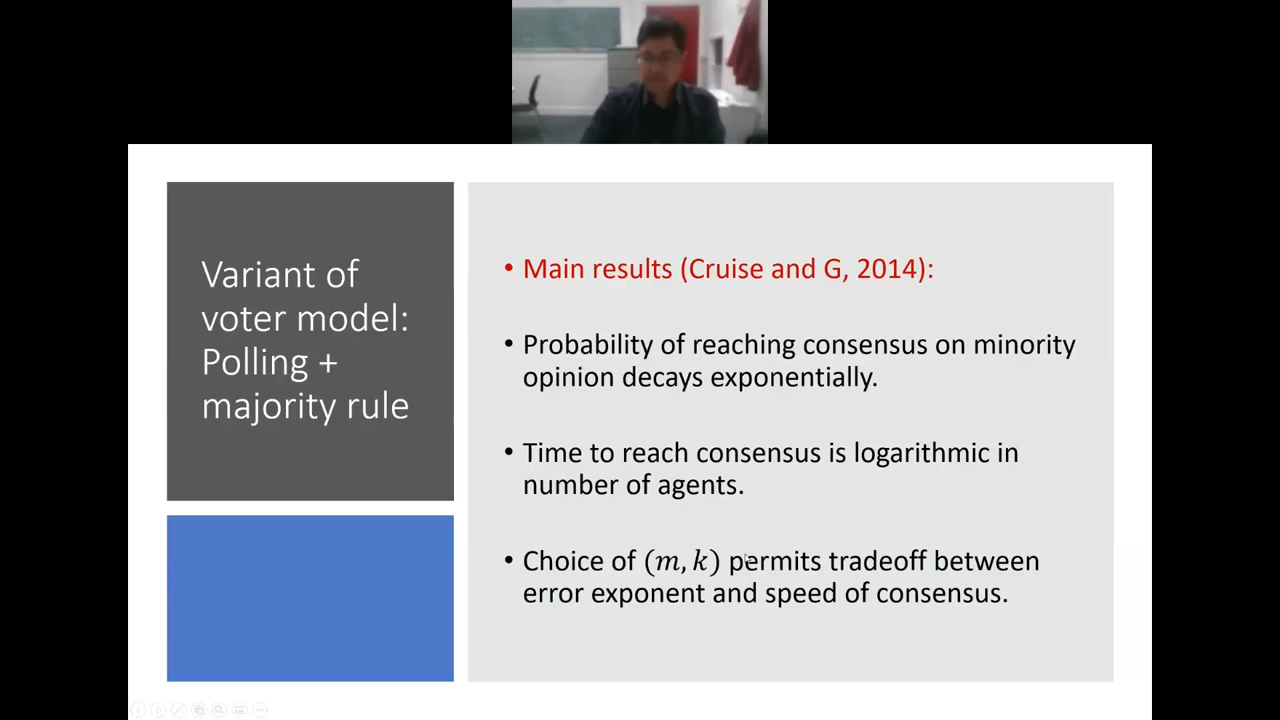 Variant of
voter model:
Polling +
majority rule
• Main results (Cruise and G, 2014):
• Probability of reaching consensus on minority
opinion decays exponentially.
• Time to reach consensus is logarithmic in
number of agents.
• Choice of (m, k) permits tradeoff between
error exponent and speed of consensus.